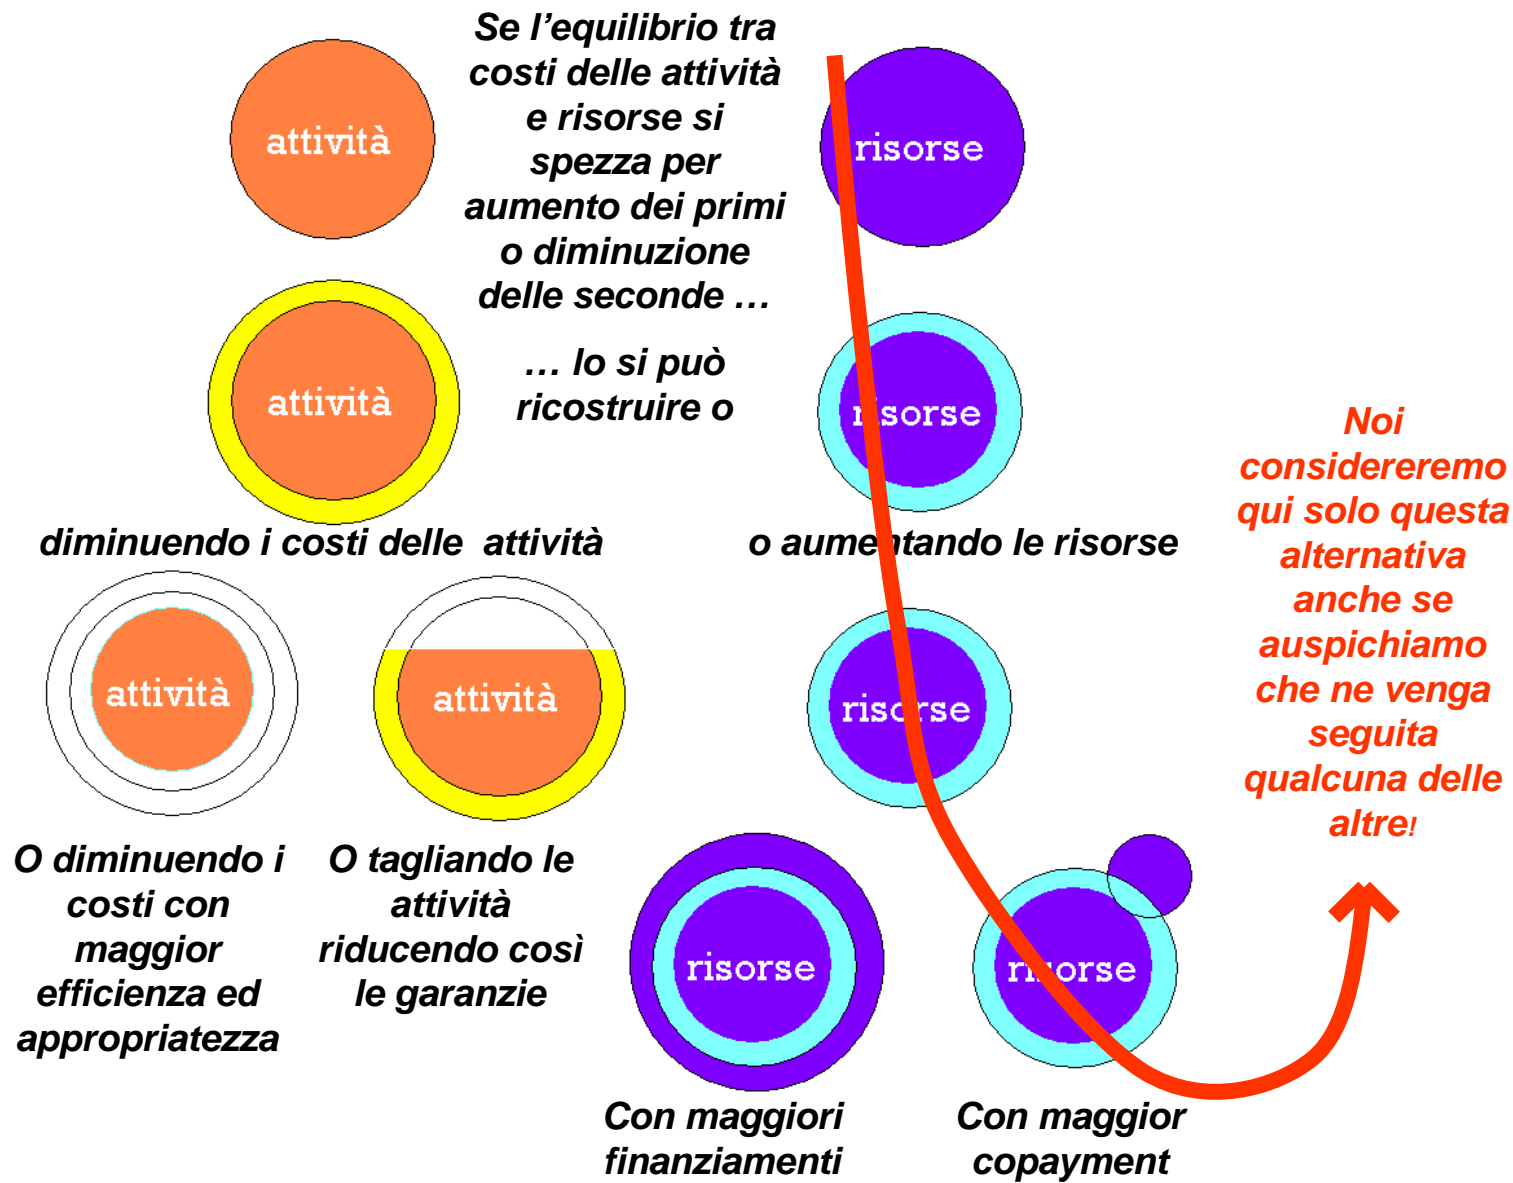 Se l'equilibrio tra
costi delle attività
e risorse si
spezza per
aumento dei primi
o diminuzione
delle seconde …
attività
risorse
… lo si può
ricostruire o
attività
risorse
diminuendo i costi delle attività
o aumentando le risorse
Noi
considereremo
qui solo questa
alternativa
anche se
auspichiamo
che ne venga
seguita
qualcuna delle
altre!
attività
attività
risorse
O diminuendo i
costi con
maggior
efficienza ed
appropriatezza
O tagliando le
attività
riducendo così
le garanzie
risorse
risorse
Con maggiori
finanziamenti
Con maggior
copayment